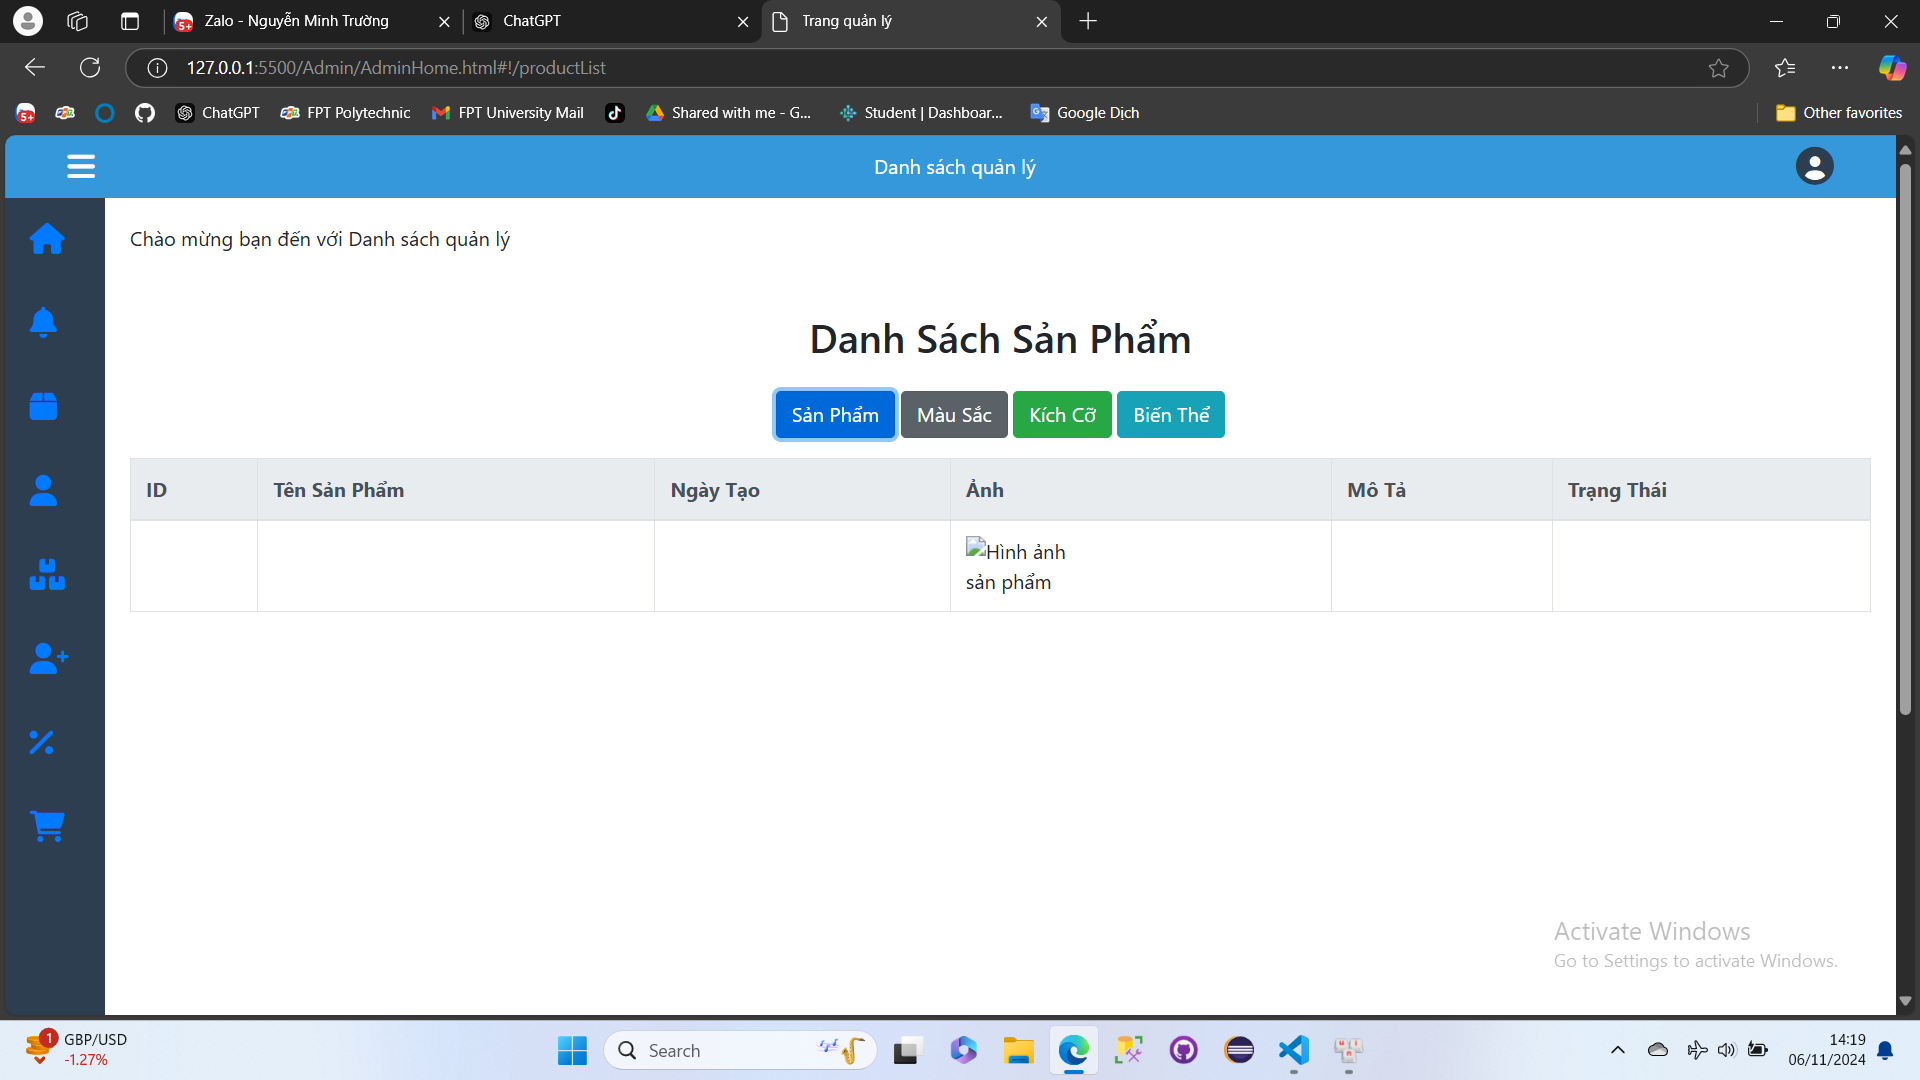 Zalo - Nguyễn Minh Trường
ChatGPT
Trang quản lý
127.0.0.1:5500/Admin/AdminHome.html#!/productList
5+
ChatGPT
FPT Polytechnic
FPT University Mail
Shared with me - G...
Student | Dashboar...
Google Dịch
Other favorites
Danh sách quản lý
Chào mừng bạn đến với Danh sách quản lý
Danh Sách Sản Phẩm
Sản Phẩm
Màu Sắc
Kích Cỡ
Biến Thể
ID
Tên Sản Phẩm
Ngày Tạo
Ảnh
Mô Tả
Trạng Thái
Hình ảnh
sản phẩm
Activate Windows
Go to Settings to activate Windows.
1
GBP/USD
-1.27%
Search
14:19
06/11/2024